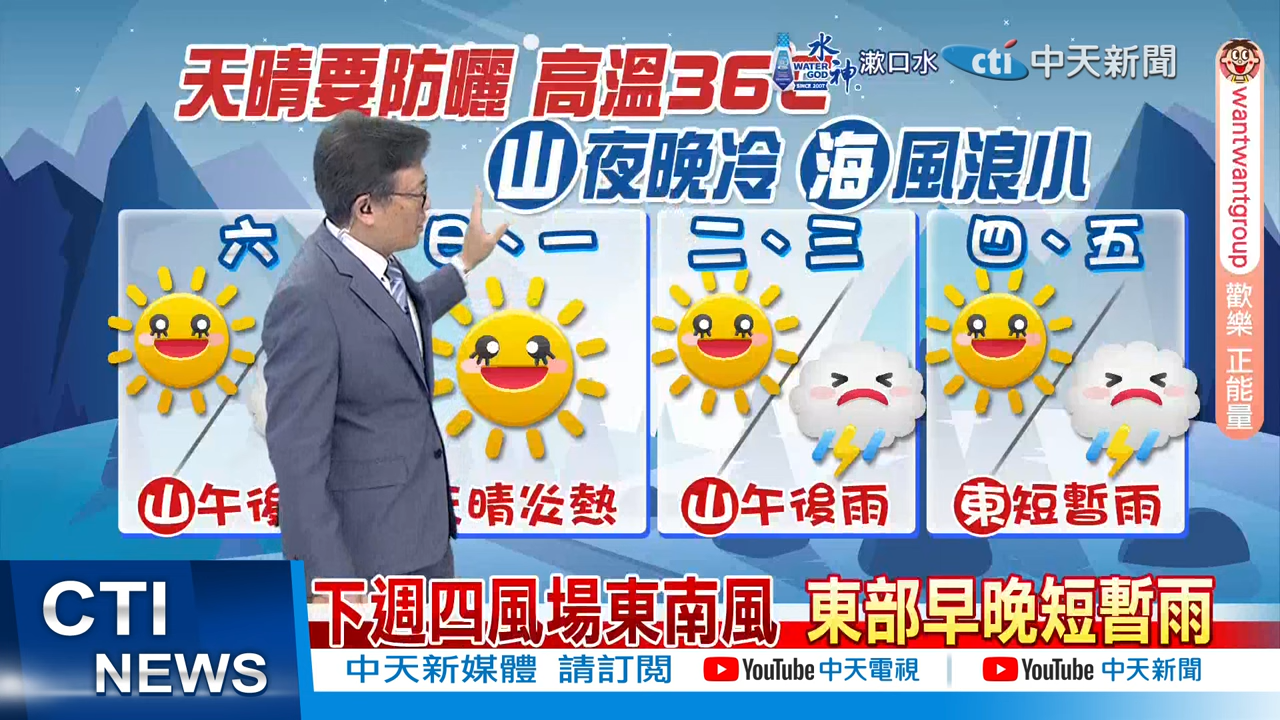 天晴要防曬 高溫36℃
WATER GOD
SINCE 2007
水神
漱口水
cti 中天新聞
山夜晚冷 海風浪小
wantwantgroup
歡樂 正能量
六
日、一
二、三
四、五
山午後
晴炎熱
山午後雨
東短暫雨
下週四風場東南風 東部早晚短暫雨
CTI
NEWS
中天新媒體 請訂閱
YouTube 中天電視
YouTube 中天新聞